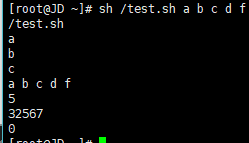 [root@JD ~]# sh /test.sh a b c d f
/test.sh
a
b
c
a b c d f
5
32567
0
[root@JD ~]#